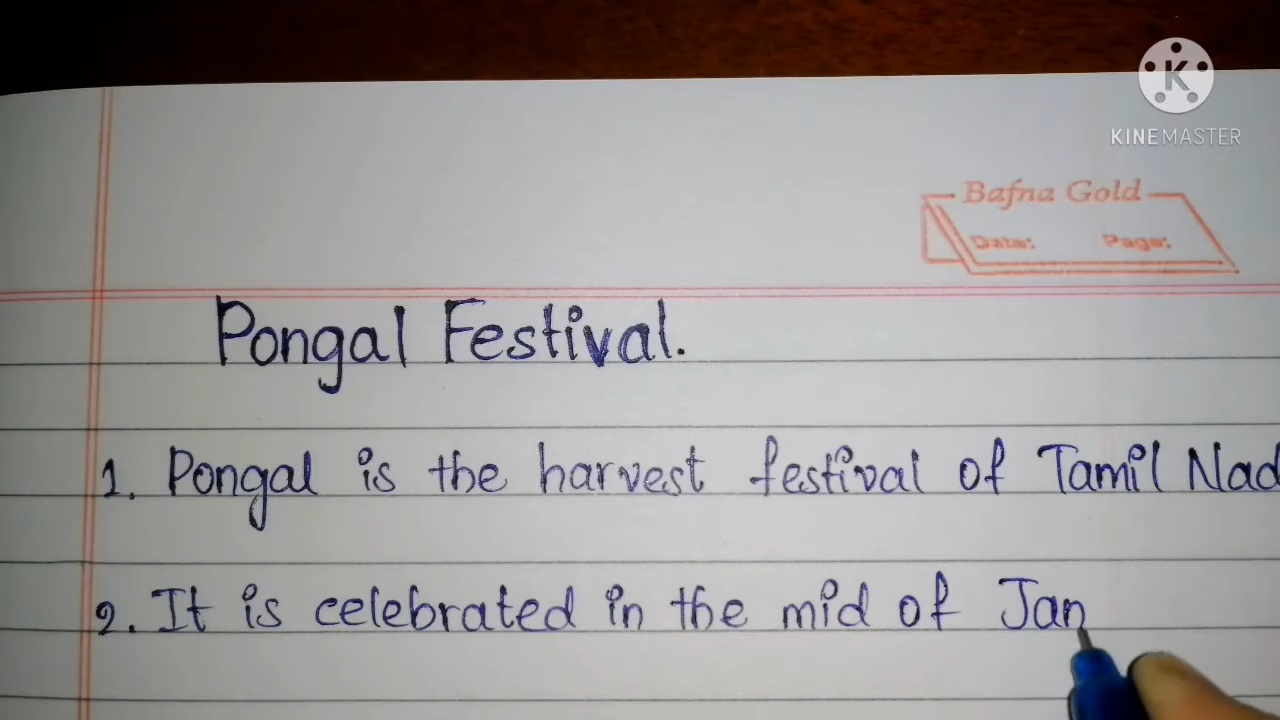 K
KINEMASTER
Bafna Gold
Date: Page:
Pongal Festival.
1. Pongal is the harvest festival of Tamil Nad
2. It is celebrated in the mid of Jan